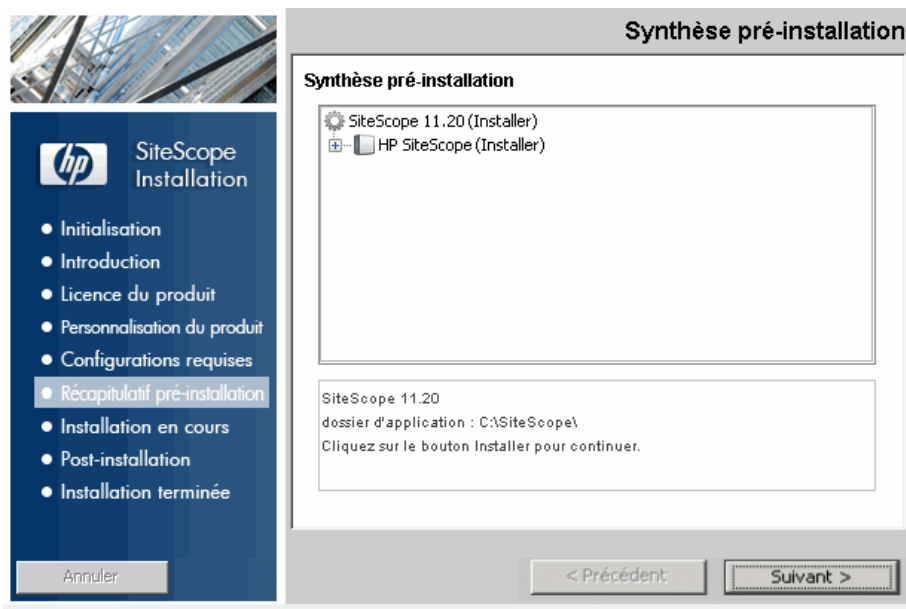 Synthèse pré-installation
Synthèse pré-installation
SiteScope 11.20 (Installer)
HP SiteScope (Installer)
hp
SiteScope
Installation
Initialisation
Introduction
Licence du produit
Personnalisation du produit
Configurations requises
Récapitulatif pré-installation
Installation en cours
Post-installation
Installation terminée
SiteScope 11.20
dossier d'application : C:\SiteScope\
Cliquez sur le bouton Installer pour continuer.
Annuler
< Précédent
Suivant >